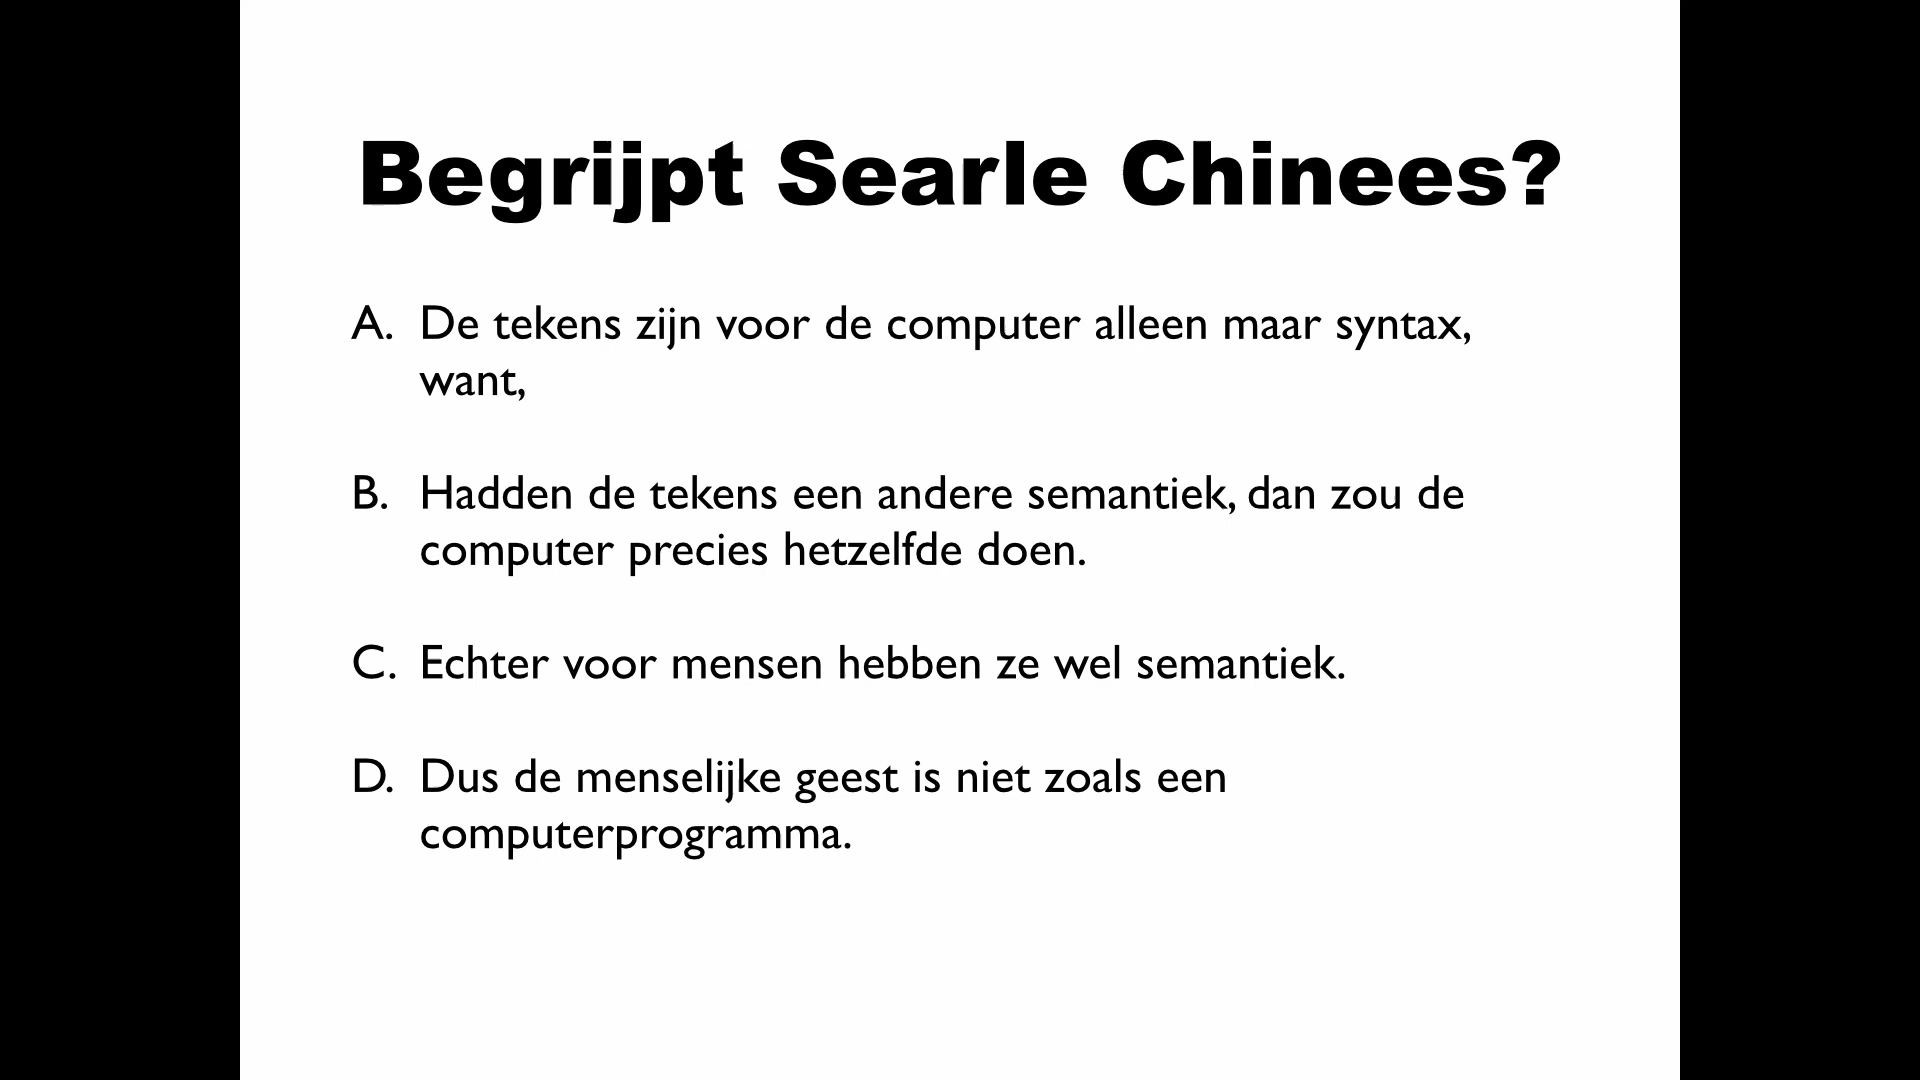 Begrijpt Searle Chinees?
A. De tekens zijn voor de computer alleen maar syntax,
want,
B. Hadden de tekens een andere semantiek, dan zou de
computer precies hetzelfde doen.
C. Echter voor mensen hebben ze wel semantiek.
D. Dus de menselijke geest is niet zoals een
computerprogramma.